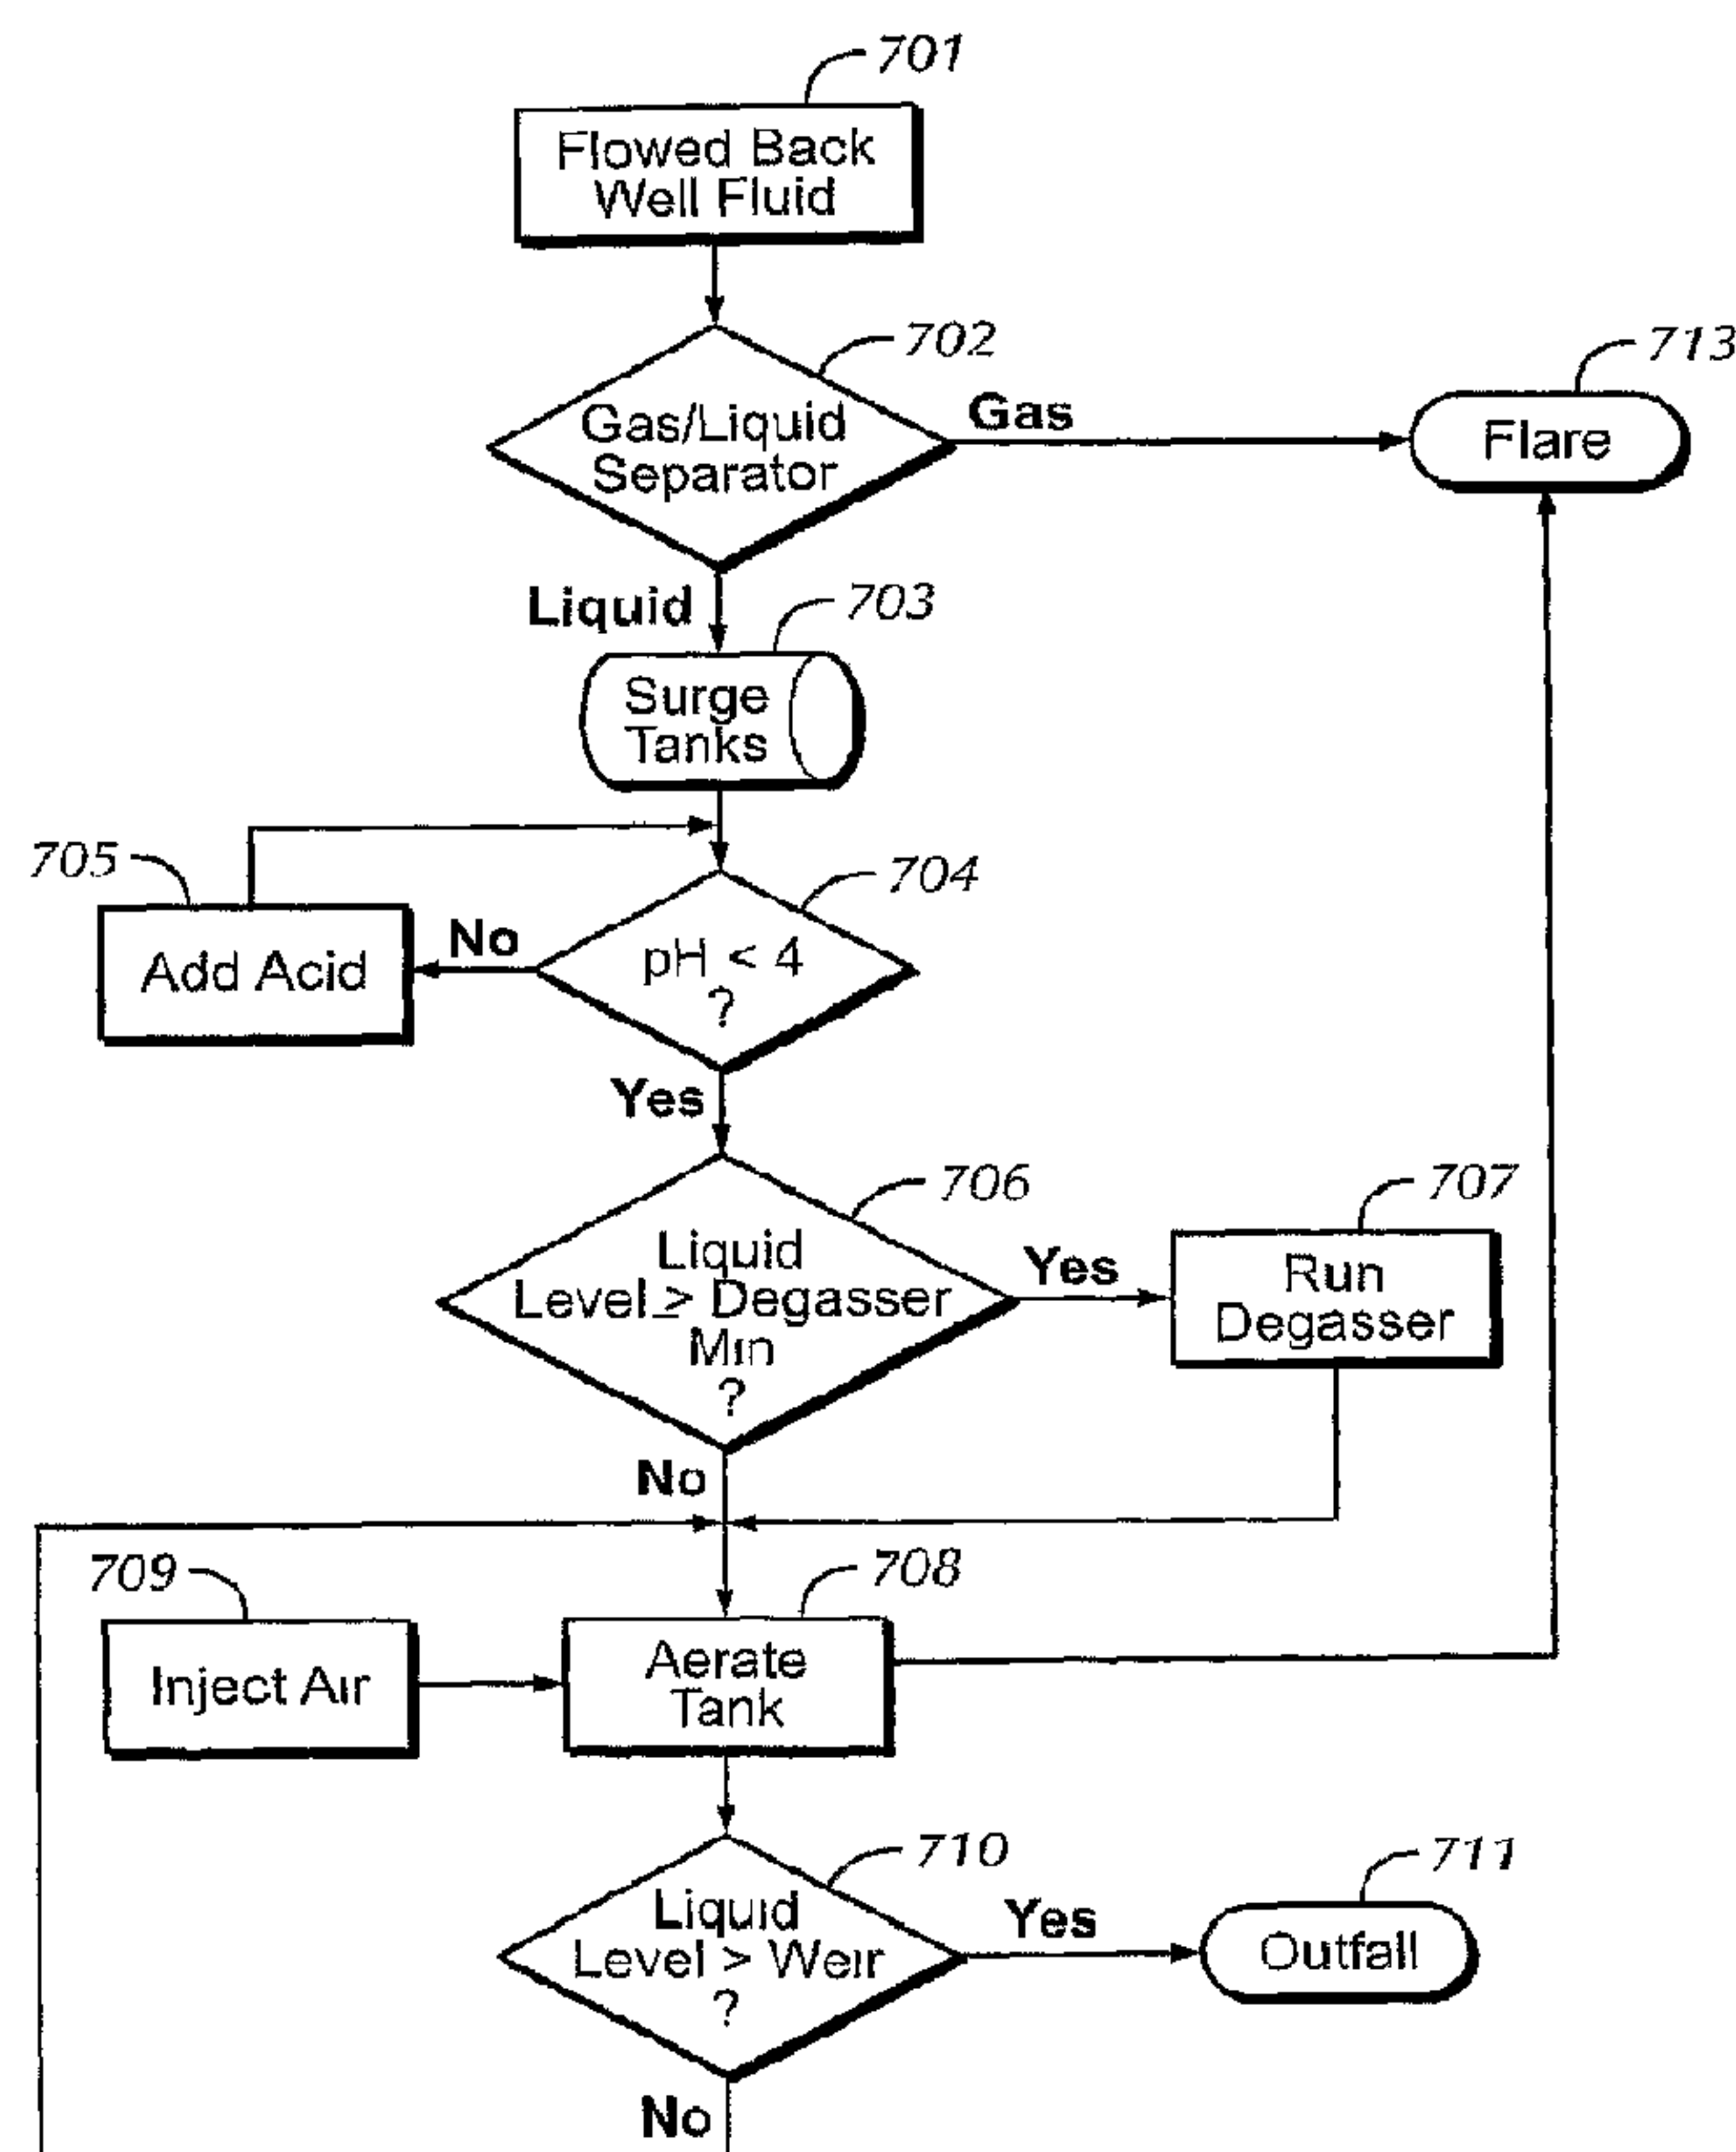 701
Flowed Back
Well Fluid
702
Gas/Liquid
Separator
Gas
713
Flare
Liquid
703
Surge
Tanks
705
Add Acid
No
704
pH < 4
?
Yes
706
Liquid
Level ≥ Degasser
Min
?
Yes
707
Run
Degasser
No
709
Inject Air
708
Aerate
Tank
710
Liquid
Level > Weir
?
Yes
711
Outfall
No